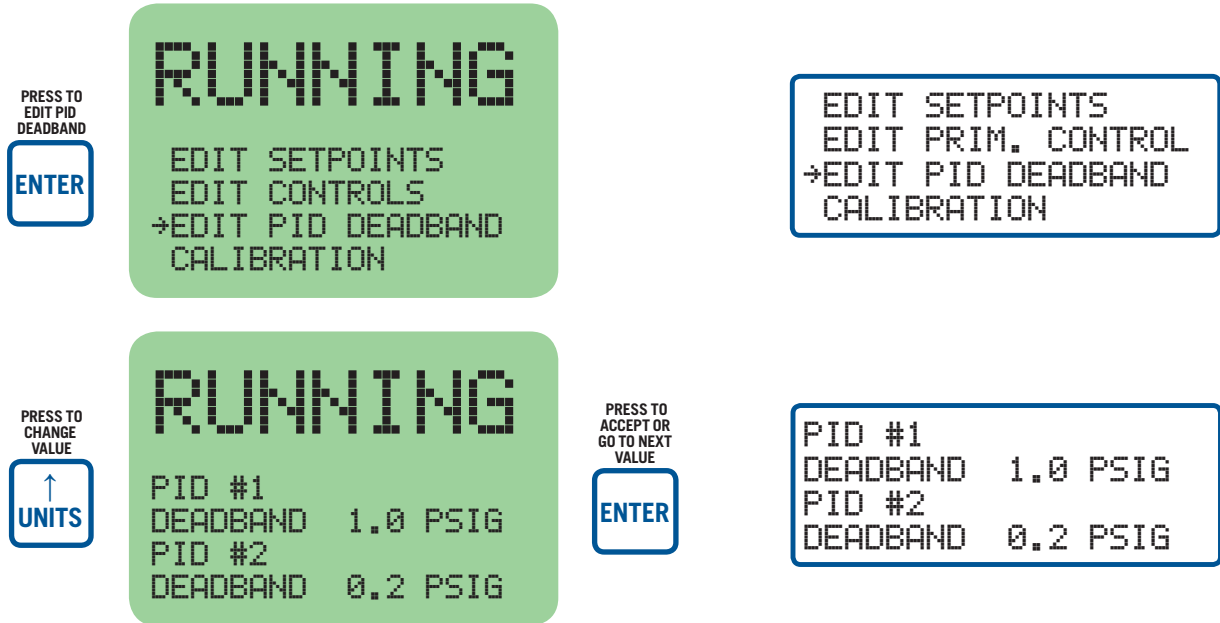 PRESS TO
EDIT PID
DEADBAND
ENTER
RUNNING
EDIT SETPOINTS
EDIT CONTROLS
→EDIT PID DEADBAND
CALIBRATION
EDIT SETPOINTS
EDIT PRIM. CONTROL
→EDIT PID DEADBAND
CALIBRATION
PRESS TO
CHANGE
VALUE
↑
UNITS
RUNNING
PID #1
DEADBAND 1.0 PSIG
PID #2
DEADBAND 0.2 PSIG
PRESS TO
ACCEPT OR
GO TO NEXT
VALUE
ENTER
PID #1
DEADBAND 1.0 PSIG
PID #2
DEADBAND 0.2 PSIG